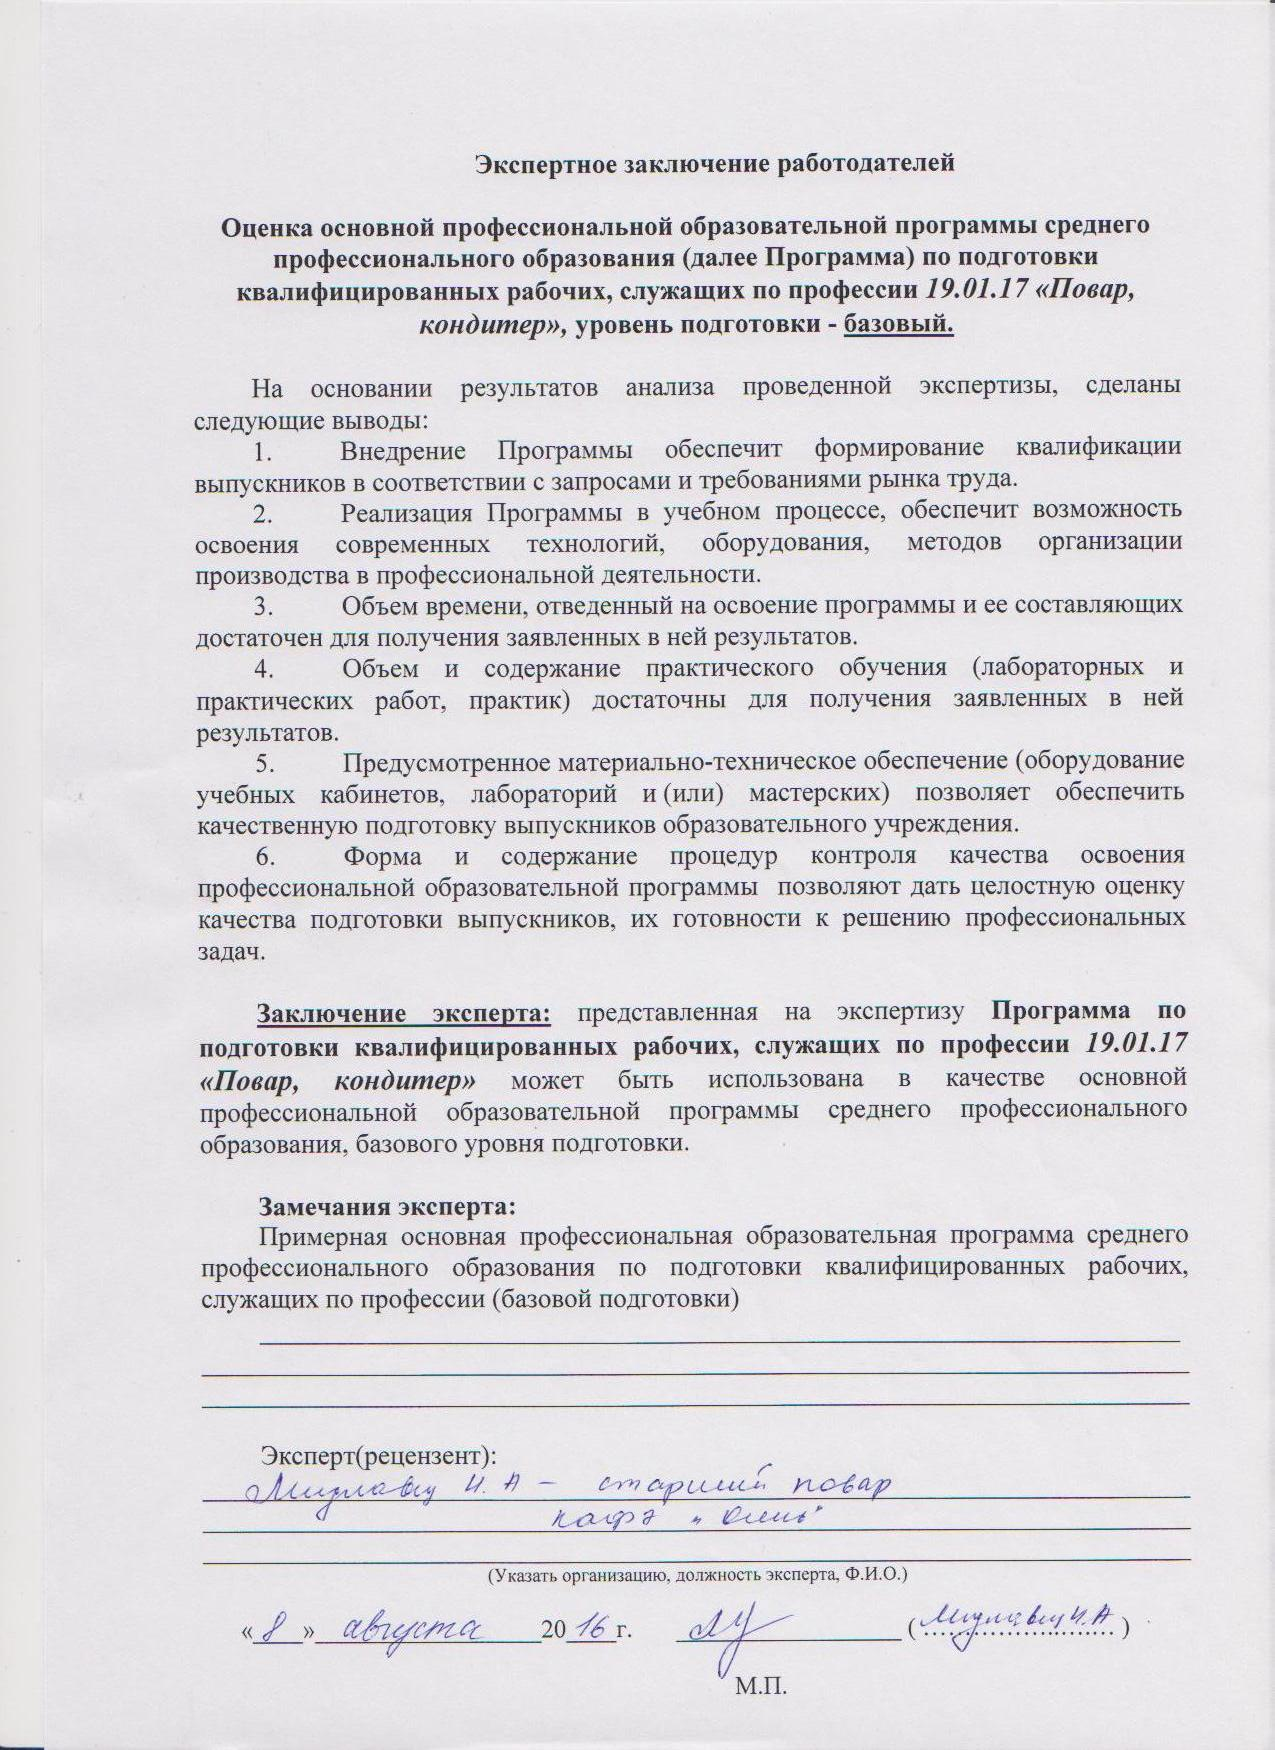 Экспертное заключение работодателей
Оценка основной профессиональной образовательной программы среднего
профессионального образования (далее Программа) по подготовки
квалифицированных рабочих, служащих по профессии 19.01.17 «Повар,
кондитер», уровень подготовки - базовый.
На основании результатов анализа проведенной экспертизы, сделаны
следующие выводы:
1. Внедрение Программы обеспечит формирование квалификации
выпускников в соответствии с запросами и требованиями рынка труда.
2. Реализация Программы в учебном процессе, обеспечит возможность
освоения современных технологий, оборудования, методов организации
производства в профессиональной деятельности.
3. Объем времени, отведенный на освоение программы и ее составляющих
достаточен для получения заявленных в ней результатов.
4. Объем и содержание практического обучения (лабораторных и
практических работ, практик) достаточны для получения заявленных в ней
результатов.
5. Предусмотренное материально-техническое обеспечение (оборудование
учебных кабинетов, лабораторий и (или) мастерских) позволяет обеспечить
качественную подготовку выпускников образовательного учреждения.
6. Форма и содержание процедур контроля качества освоения
профессиональной образовательной программы позволяют дать целостную оценку
качества подготовки выпускников, их готовности к решению профессиональных
задач.
Заключение эксперта: представленная на экспертизу Программа по
подготовки квалифицированных рабочих, служащих по профессии 19.01.17
«Повар, кондитер» может быть использована в качестве основной
профессиональной образовательной программы среднего профессионального
образования, базового уровня подготовки.
Замечания эксперта:
Примерная основная профессиональная образовательная программа среднего
профессионального образования по подготовки квалифицированных рабочих,
служащих по профессии (базовой подготовки)
Эксперт(рецензент):
И. А – старший повар
кафэ
(Указать организацию, должность эксперта, Ф.И.О.)
«8» августа 2016 г. ( И. А )
М.П.